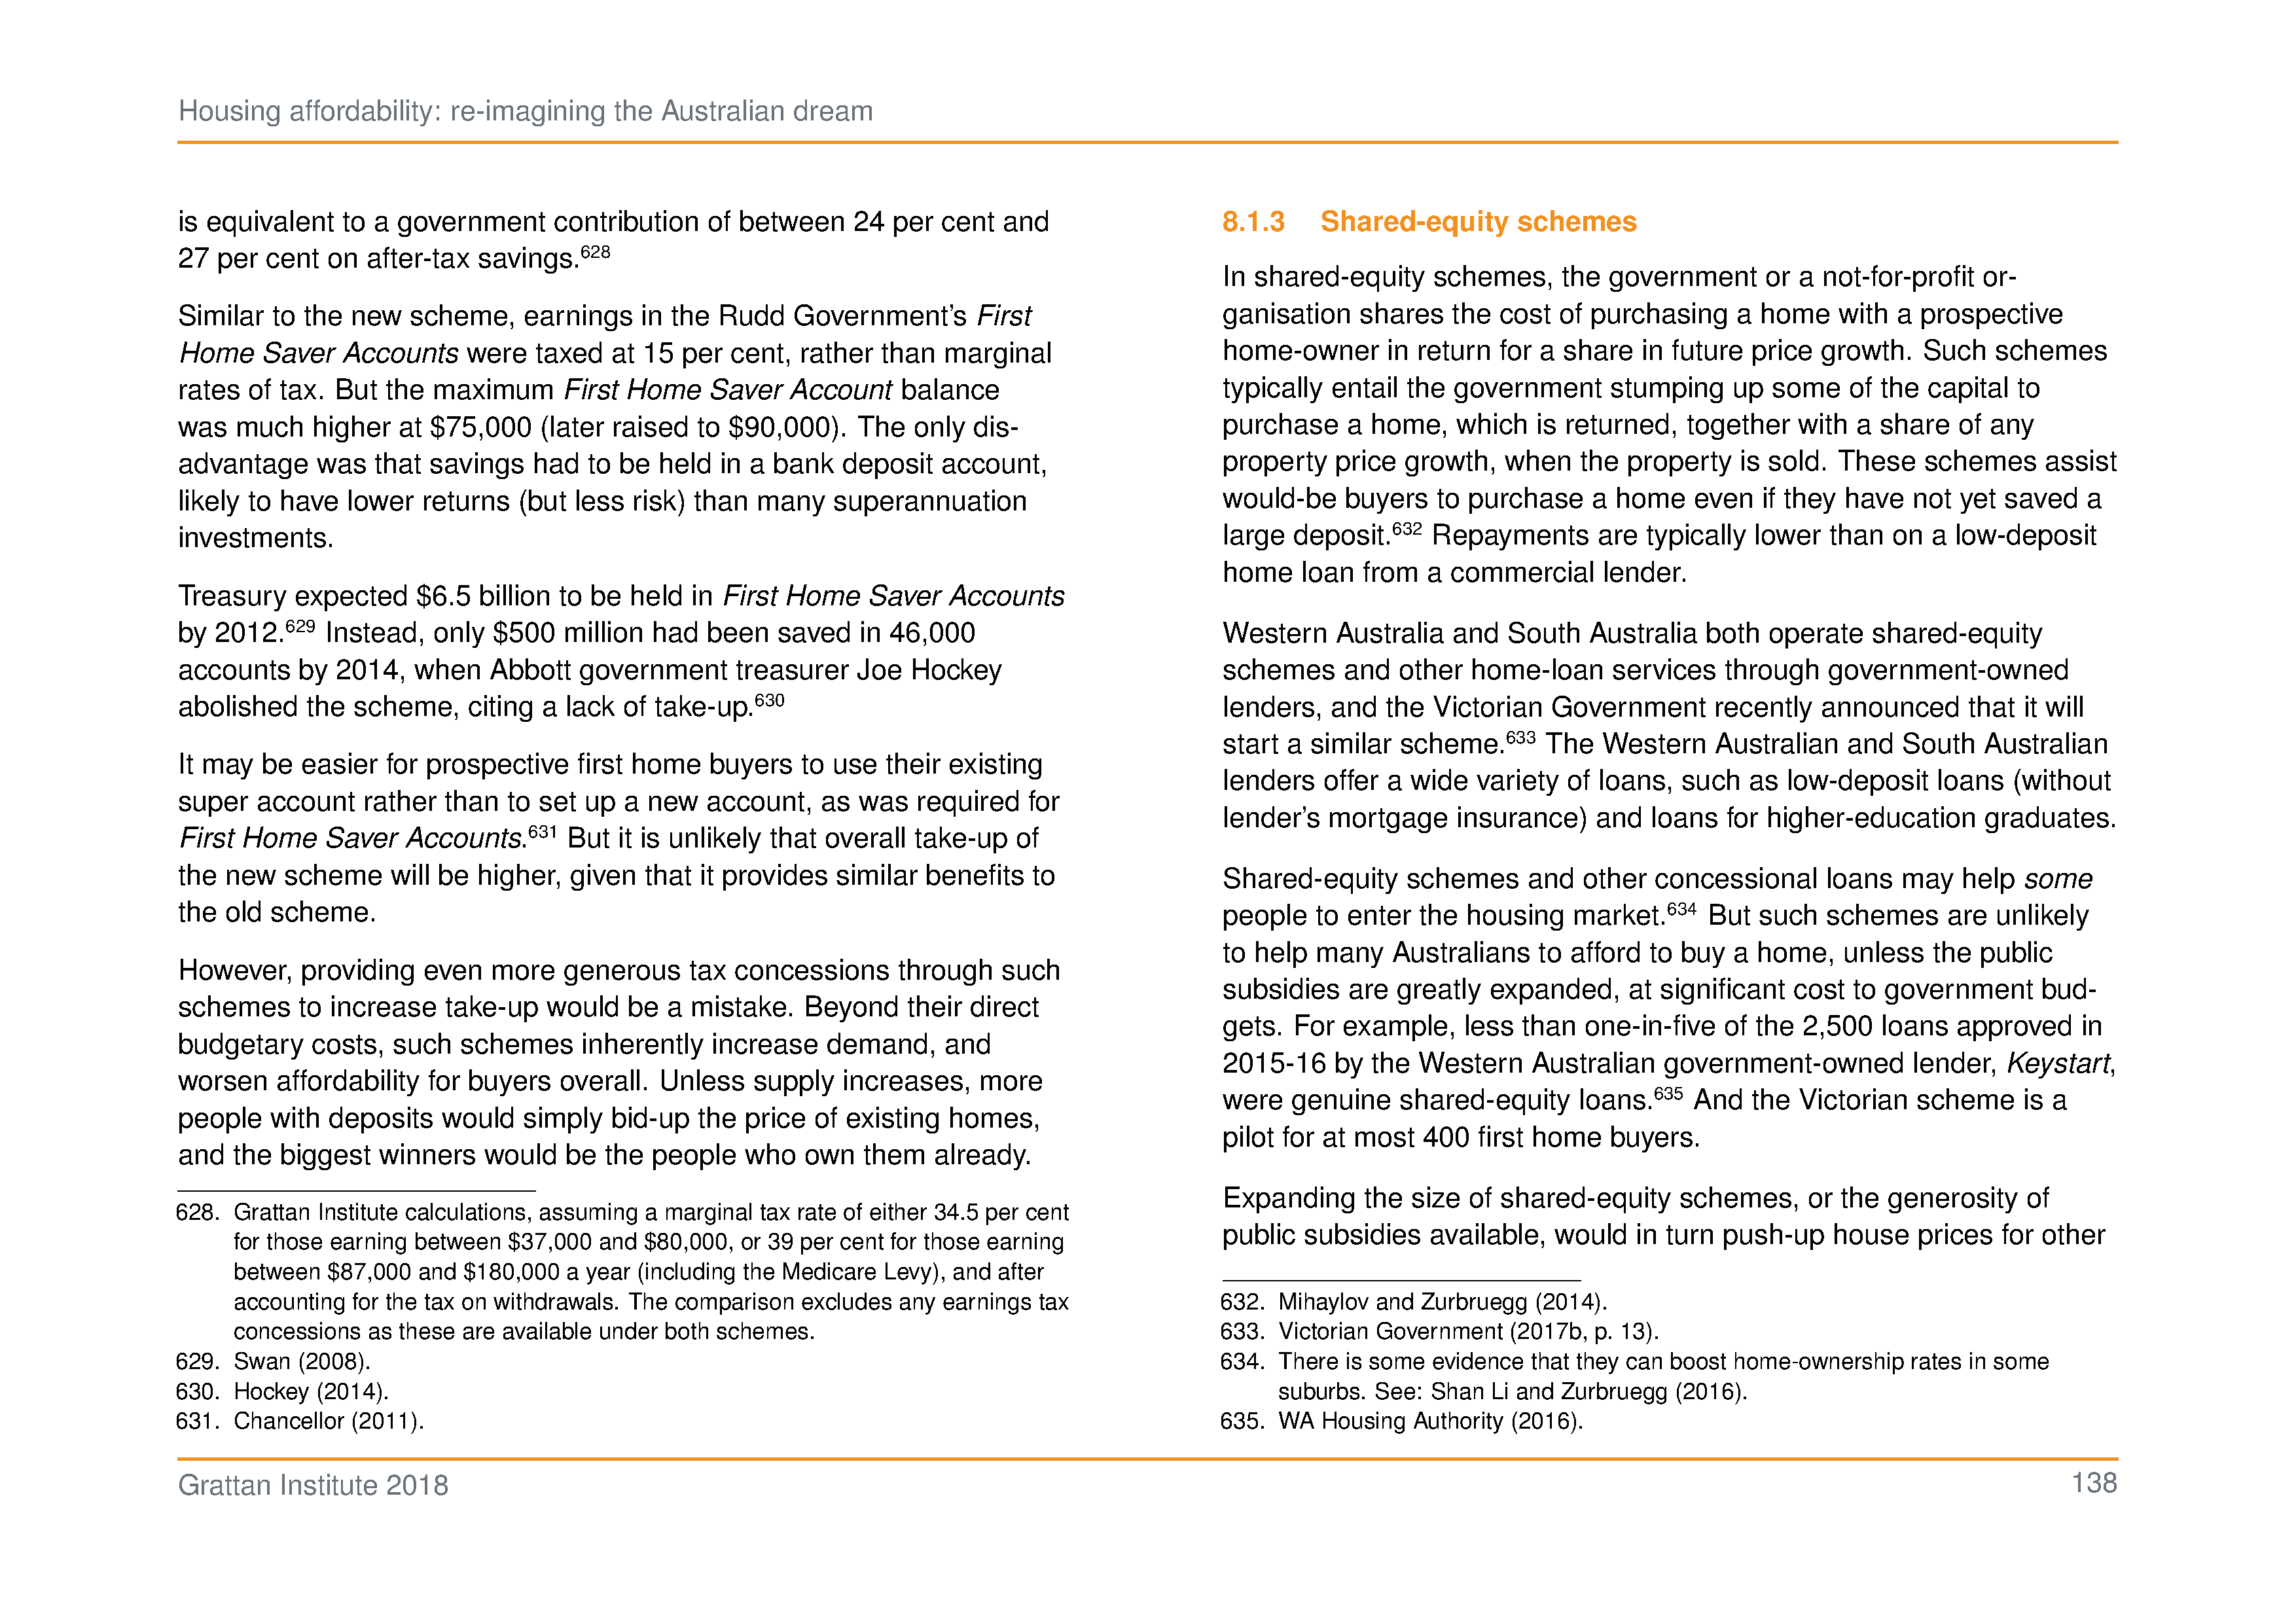 Housing affordability: re-imagining the Australian dream
is equivalent to a government contribution of between 24 per cent and
27 per cent on after-tax savings.628
Similar to the new scheme, earnings in the Rudd Government's First
Home Saver Accounts were taxed at 15 per cent, rather than marginal
rates of tax. But the maximum First Home Saver Account balance
was much higher at $75,000 (later raised to $90,000). The only dis-
advantage was that savings had to be held in a bank deposit account,
likely to have lower returns (but less risk) than many superannuation
investments.
Treasury expected $6.5 billion to be held in First Home Saver Accounts
by 2012.629 Instead, only $500 million had been saved in 46,000
accounts by 2014, when Abbott government treasurer Joe Hockey
abolished the scheme, citing a lack of take-up.630
It may be easier for prospective first home buyers to use their existing
super account rather than to set up a new account, as was required for
First Home Saver Accounts.631 But it is unlikely that overall take-up of
the new scheme will be higher, given that it provides similar benefits to
the old scheme.
However, providing even more generous tax concessions through such
schemes to increase take-up would be a mistake. Beyond their direct
budgetary costs, such schemes inherently increase demand, and
worsen affordability for buyers overall. Unless supply increases, more
people with deposits would simply bid-up the price of existing homes,
and the biggest winners would be the people who own them already.
628. Grattan Institute calculations, assuming a marginal tax rate of either 34.5 per cent
for those earning between $37,000 and $80,000, or 39 per cent for those earning
between $87,000 and $180,000 a year (including the Medicare Levy), and after
accounting for the tax on withdrawals. The comparison excludes any earnings tax
concessions as these are available under both schemes.
629. Swan (2008).
630. Hockey (2014).
631. Chancellor (2011).
8.1.3 Shared-equity schemes
In shared-equity schemes, the government or a not-for-profit or-
ganisation shares the cost of purchasing a home with a prospective
home-owner in return for a share in future price growth. Such schemes
typically entail the government stumping up some of the capital to
purchase a home, which is returned, together with a share of any
property price growth, when the property is sold. These schemes assist
would-be buyers to purchase a home even if they have not yet saved a
large deposit.632 Repayments are typically lower than on a low-deposit
home loan from a commercial lender.
Western Australia and South Australia both operate shared-equity
schemes and other home-loan services through government-owned
lenders, and the Victorian Government recently announced that it will
start a similar scheme.633 The Western Australian and South Australian
lenders offer a wide variety of loans, such as low-deposit loans (without
lender's mortgage insurance) and loans for higher-education graduates.
Shared-equity schemes and other concessional loans may help some
people to enter the housing market.634 But such schemes are unlikely
to help many Australians to afford to buy a home, unless the public
subsidies are greatly expanded, at significant cost to government bud-
gets. For example, less than one-in-five of the 2,500 loans approved in
2015-16 by the Western Australian government-owned lender, Keystart,
were genuine shared-equity loans.635 And the Victorian scheme is a
pilot for at most 400 first home buyers.
Expanding the size of shared-equity schemes, or the generosity of
public subsidies available, would in turn push-up house prices for other
632. Mihaylov and Zurbruegg (2014).
633. Victorian Government (2017b, p. 13).
634. There is some evidence that they can boost home-ownership rates in some
suburbs. See: Shan Li and Zurbruegg (2016).
635. WA Housing Authority (2016).
Grattan Institute 2018
138